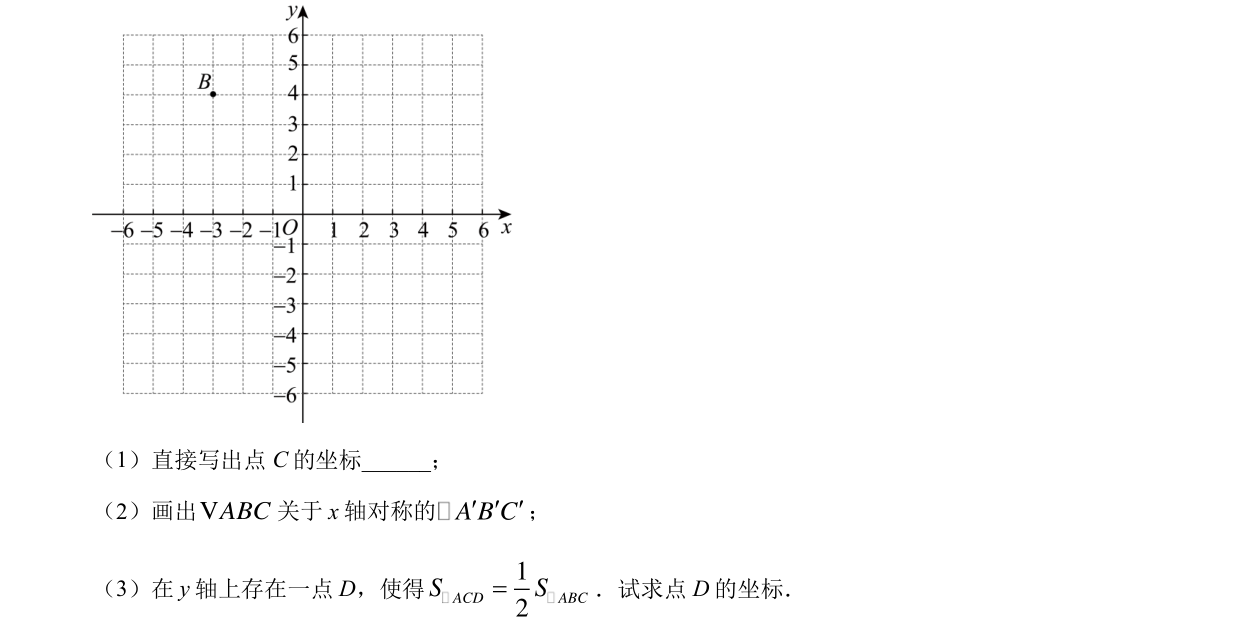 y
6
5
B
4
3
2
1
–6 –5 –4 –3 –2 –1 O 1 2 3 4 5 6 x
–1
–2
–3
–4
–5
–6
（1）直接写出点 C 的坐标______；
（2）画出VABC 关于 x 轴对称的□ A′B′C′；
（3）在 y 轴上存在一点 D，使得 S□ ACD = 1/2 S□ ABC．试求点 D 的坐标．